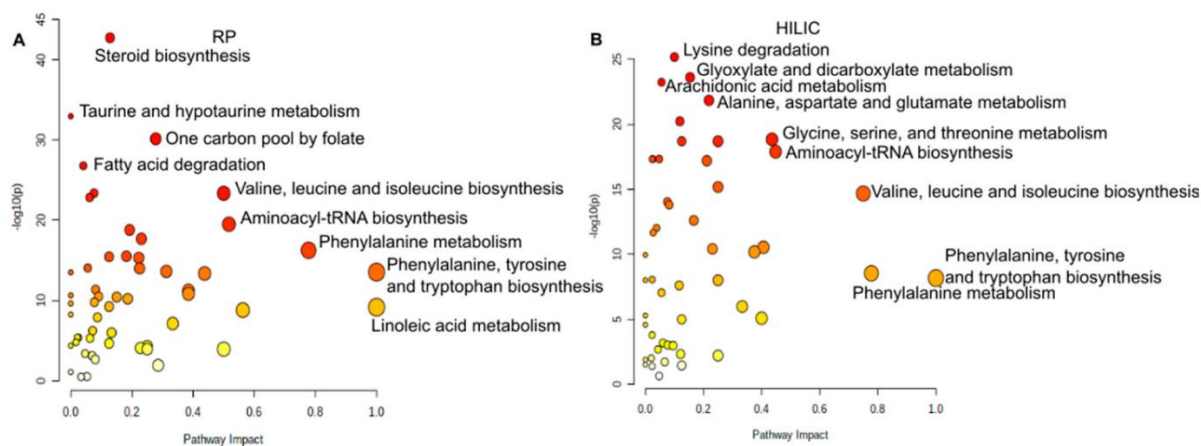 A
RP
45
Steroid biosynthesis
40
Taurine and hypotaurine metabolism
One carbon pool by folate
30
Fatty acid degradation
Valine, leucine and isoleucine biosynthesis
20
Aminoacyl-tRNA biosynthesis
Phenylalanine metabolism
Phenylalanine, tyrosine
and tryptophan biosynthesis
10
Linoleic acid metabolism
0
-log10(p)
0.0 0.2 0.4 0.6 0.8 1.0
Pathway Impact
B
HILIC
Lysine degradation
25
Glyoxylate and dicarboxylate metabolism
Arachidonic acid metabolism
Alanine, aspartate and glutamate metabolism
20
Glycine, serine, and threonine metabolism
Aminoacyl-tRNA biosynthesis
15
Valine, leucine and isoleucine biosynthesis
10
Phenylalanine, tyrosine
and tryptophan biosynthesis
Phenylalanine metabolism
5
0
-log10(p)
0.0 0.2 0.4 0.6 0.8 1.0
Pathway Impact